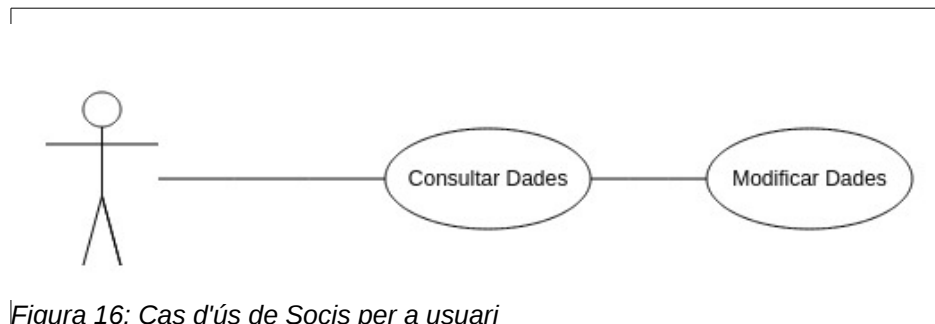 Consultar Dades
Modificar Dades
Figura 16: Cas d'ús de Socis per a usuari